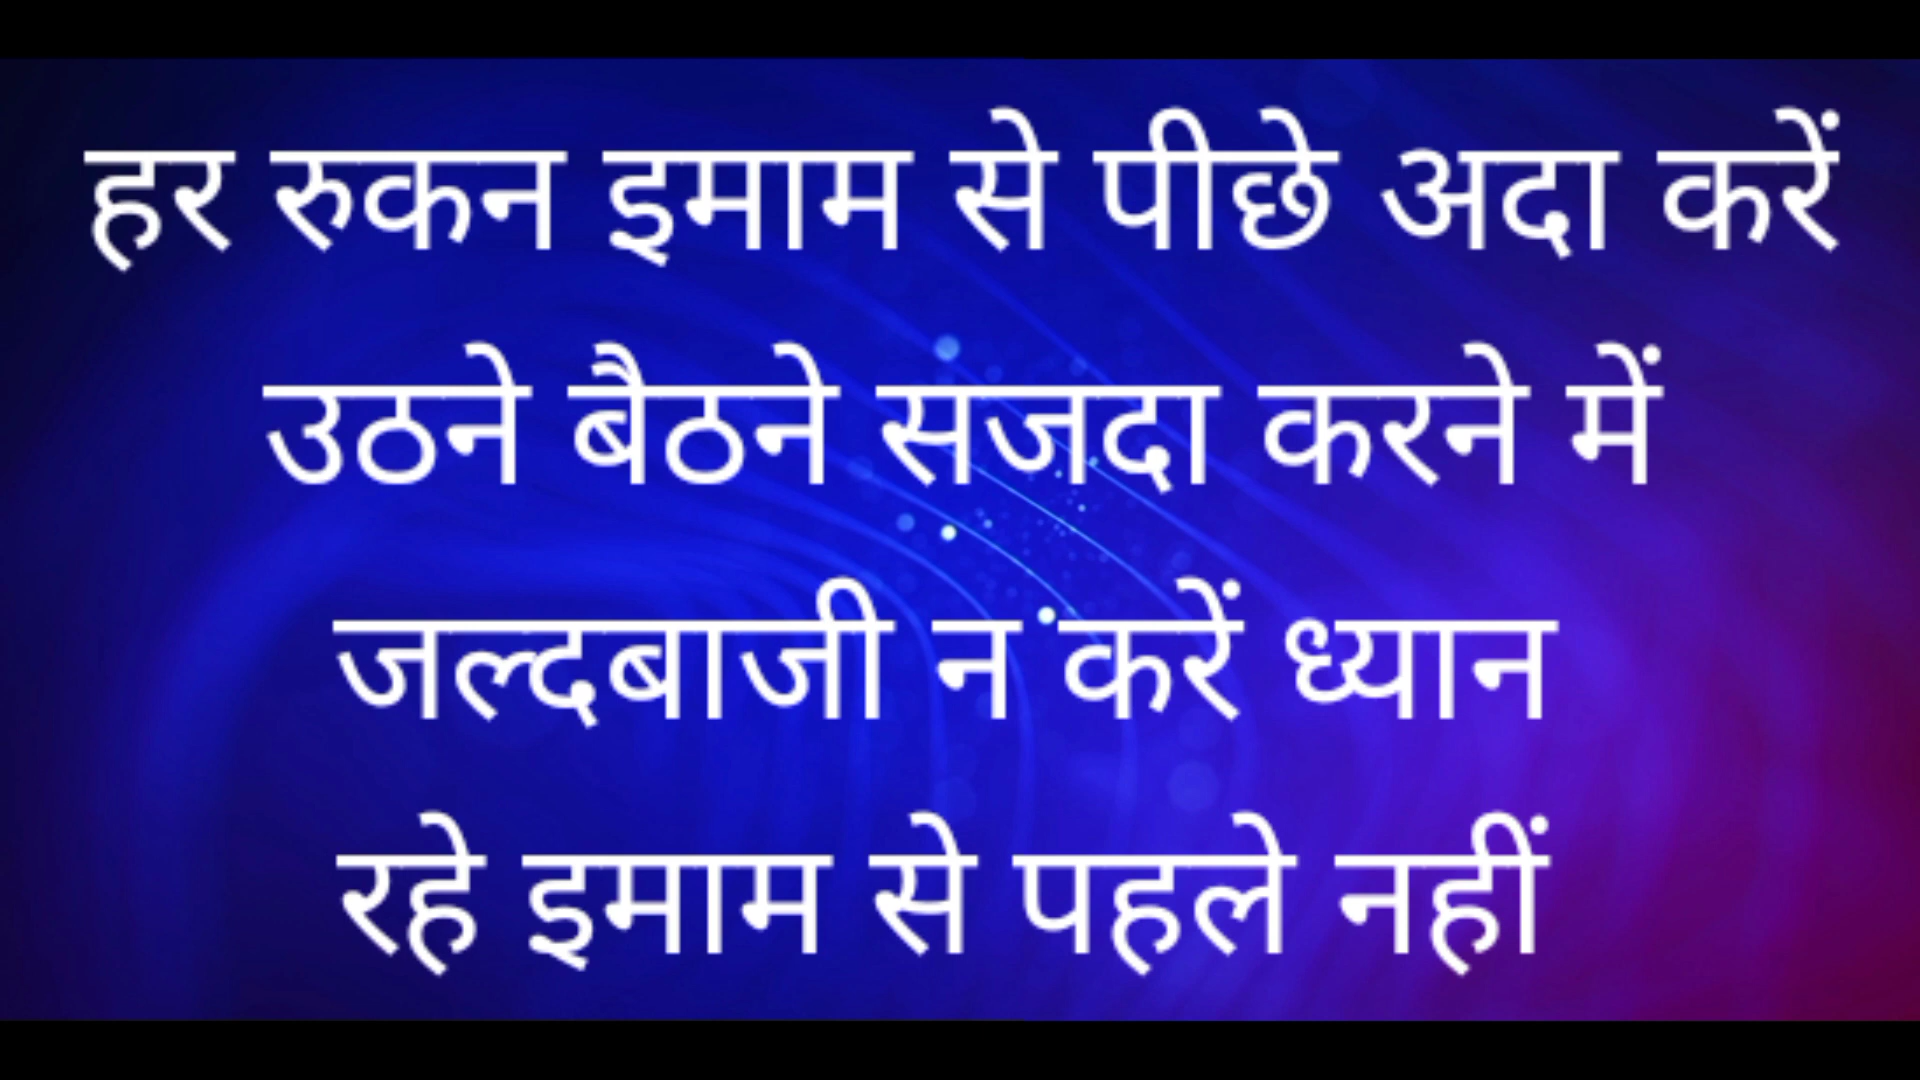 हर रुकन इमाम से पीछे अदा करें
उठने बैठने सजदा करने में
जल्दबाजी न करें ध्यान
रहे इमाम से पहले नहीं